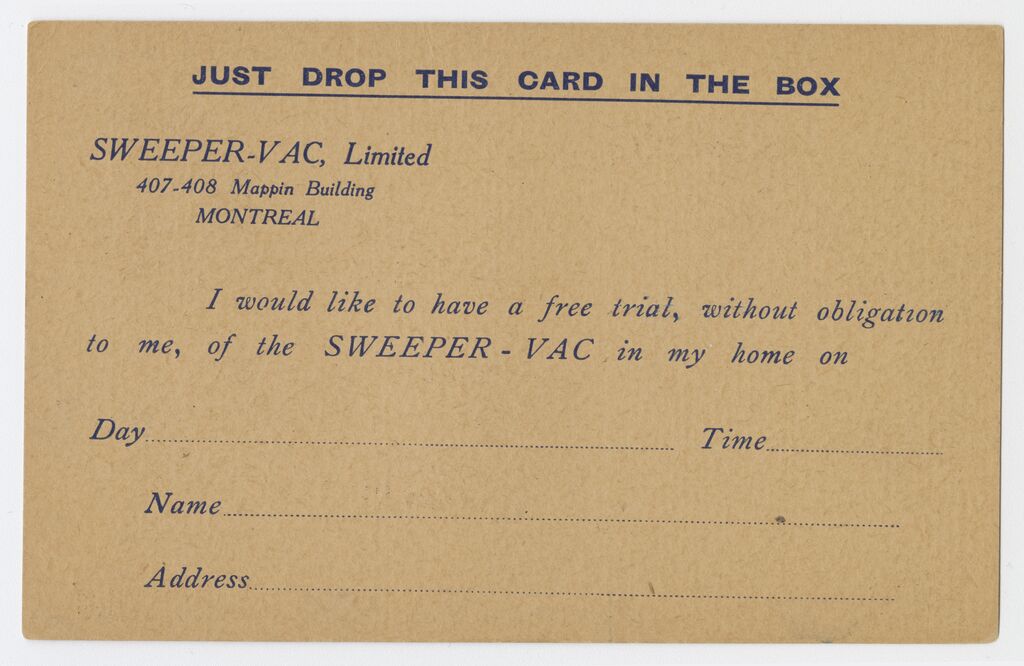 JUST DROP THIS CARD IN THE BOX
SWEEPER-VAC, Limited
407-408 Mappin Building
MONTREAL
I would like to have a free trial, without obligation
to me, of the SWEEPER - VAC in my home on
Day Time
Name
Address